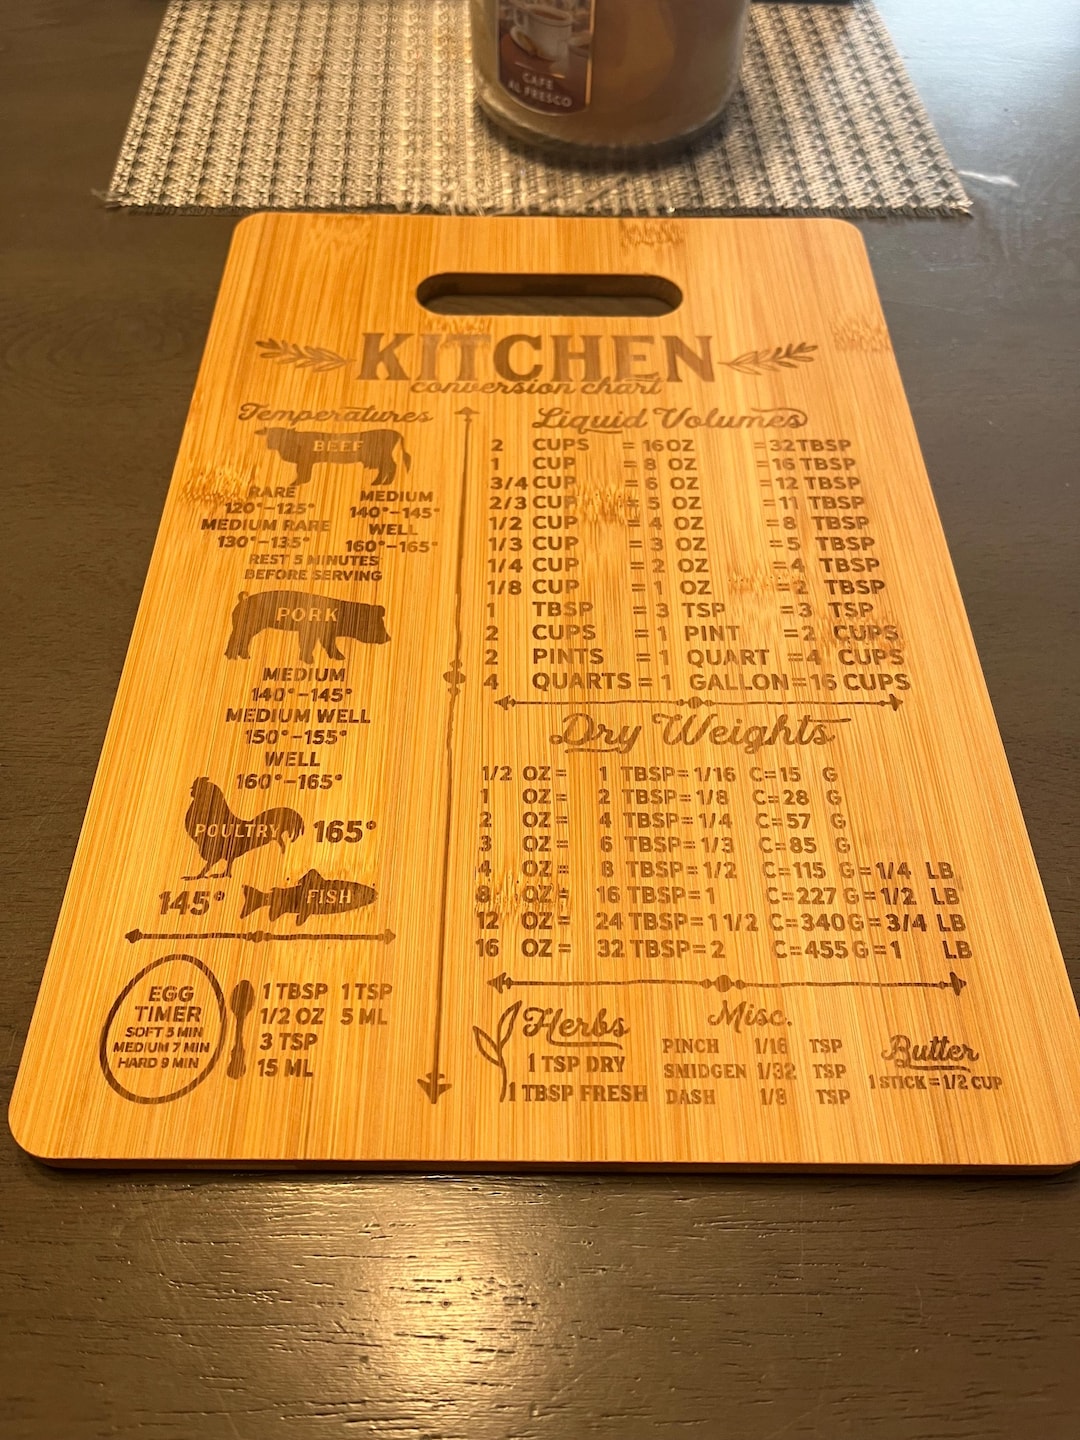 CAFE
AL FRESCO
KITCHEN
conversion chart
Temperatures
BEEF
RARE
120°-125°
MEDIUM RARE
130°-135°
MEDIUM
140°-145°
WELL
160°-165°
REST 5 MINUTES
BEFORE SERVING
PORK
MEDIUM
140°-145°
MEDIUM WELL
150°-155°
WELL
160°-165°
POULTRY 165°
145° FISH
EGG
TIMER
SOFT 5 MIN
MEDIUM 7 MIN
HARD 9 MIN
1 TBSP 1 TSP
1/2 OZ 5 ML
3 TSP
15 ML
Liquid Volumes
2 CUPS = 16 OZ = 32 TBSP
1 CUP = 8 OZ = 16 TBSP
3/4 CUP = 6 OZ = 12 TBSP
2/3 CUP = 5 OZ = 11 TBSP
1/2 CUP = 4 OZ = 8 TBSP
1/3 CUP = 3 OZ = 5 TBSP
1/4 CUP = 2 OZ = 4 TBSP
1/8 CUP = 1 OZ = 2 TBSP
1 TBSP = 3 TSP = 3 TSP
2 CUPS = 1 PINT = 2 CUPS
2 PINTS = 1 QUART = 4 CUPS
4 QUARTS = 1 GALLON = 16 CUPS
Dry Weights
1/2 OZ = 1 TBSP = 1/16 C = 15 G
1 OZ = 2 TBSP = 1/8 C = 28 G
2 OZ = 4 TBSP = 1/4 C = 57 G
3 OZ = 6 TBSP = 1/3 C = 85 G
4 OZ = 8 TBSP = 1/2 C = 115 G = 1/4 LB
8 OZ = 16 TBSP = 1 C = 227 G = 1/2 LB
12 OZ = 24 TBSP = 1 1/2 C = 340 G = 3/4 LB
16 OZ = 32 TBSP = 2 C = 455 G = 1 LB
Herbs
1 TSP DRY
1 TBSP FRESH
Misc.
PINCH 1/16 TSP
SMIDGEN 1/32 TSP
DASH 1/8 TSP
Butter
1 STICK = 1/2 CUP